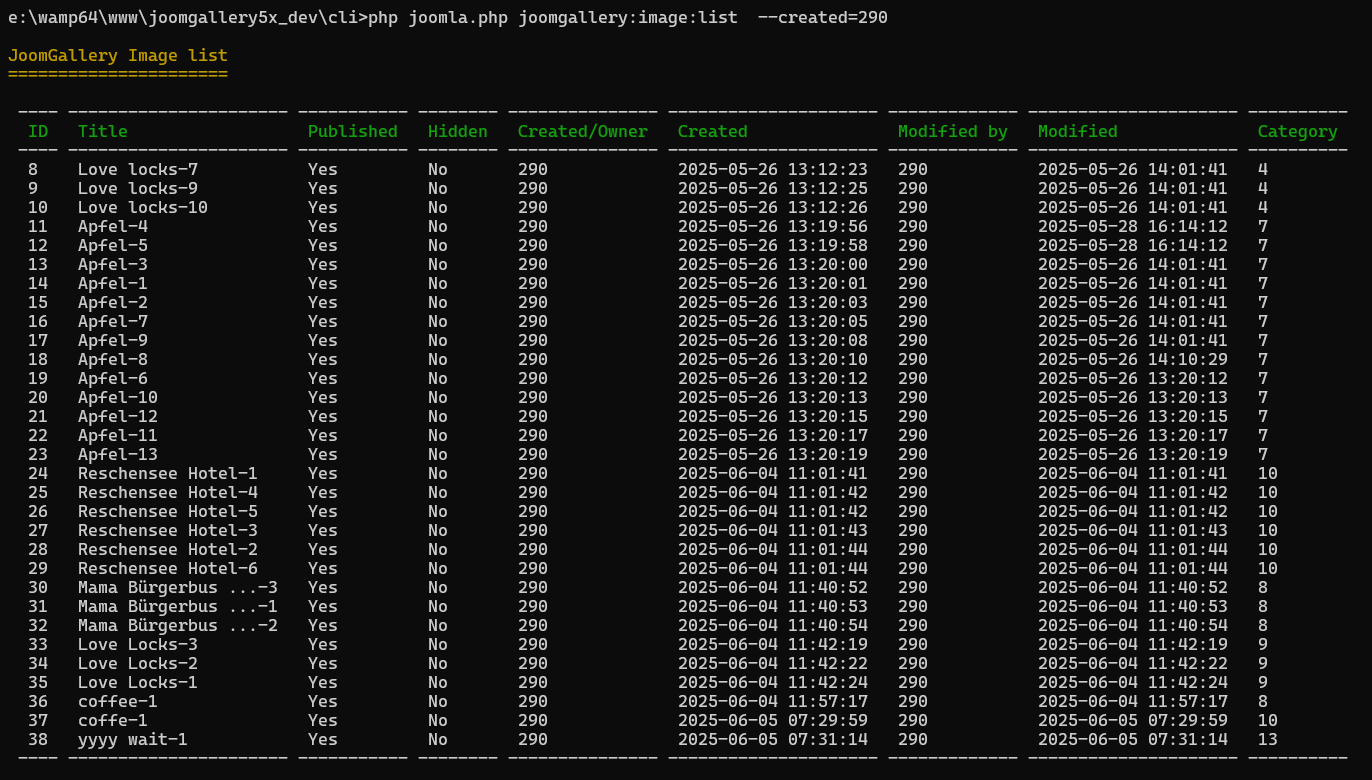 e:\wamp64\www\joomgallery5x_dev\cli>php joomla.php joomgallery:image:list  --created=290
JoomGallery Image list
======================
---- ---------------------- ----------- -------- --------------- --------------------- ------------- --------------------- ----------
ID   Title                  Published   Hidden   Created/Owner   Created               Modified by   Modified              Category
---- ---------------------- ----------- -------- --------------- --------------------- ------------- --------------------- ----------
8    Love locks-7           Yes         No       290             2025-05-26 13:12:23   290           2025-05-26 14:01:41   4
9    Love locks-9           Yes         No       290             2025-05-26 13:12:25   290           2025-05-26 14:01:41   4
10   Love locks-10          Yes         No       290             2025-05-26 13:12:26   290           2025-05-26 14:01:41   4
11   Apfel-4                Yes         No       290             2025-05-26 13:19:56   290           2025-05-28 16:14:12   7
12   Apfel-5                Yes         No       290             2025-05-26 13:19:58   290           2025-05-28 16:14:12   7
13   Apfel-3                Yes         No       290             2025-05-26 13:20:00   290           2025-05-26 14:01:41   7
14   Apfel-1                Yes         No       290             2025-05-26 13:20:01   290           2025-05-26 14:01:41   7
15   Apfel-2                Yes         No       290             2025-05-26 13:20:03   290           2025-05-26 14:01:41   7
16   Apfel-7                Yes         No       290             2025-05-26 13:20:05   290           2025-05-26 14:01:41   7
17   Apfel-9                Yes         No       290             2025-05-26 13:20:08   290           2025-05-26 14:01:41   7
18   Apfel-8                Yes         No       290             2025-05-26 13:20:10   290           2025-05-26 14:10:29   7
19   Apfel-6                Yes         No       290             2025-05-26 13:20:12   290           2025-05-26 13:20:12   7
20   Apfel-10               Yes         No       290             2025-05-26 13:20:13   290           2025-05-26 13:20:13   7
21   Apfel-12               Yes         No       290             2025-05-26 13:20:15   290           2025-05-26 13:20:15   7
22   Apfel-11               Yes         No       290             2025-05-26 13:20:17   290           2025-05-26 13:20:17   7
23   Apfel-13               Yes         No       290             2025-05-26 13:20:19   290           2025-05-26 13:20:19   7
24   Reschensee Hotel-1     Yes         No       290             2025-06-04 11:01:41   290           2025-06-04 11:01:41   10
25   Reschensee Hotel-4     Yes         No       290             2025-06-04 11:01:42   290           2025-06-04 11:01:42   10
26   Reschensee Hotel-5     Yes         No       290             2025-06-04 11:01:42   290           2025-06-04 11:01:42   10
27   Reschensee Hotel-3     Yes         No       290             2025-06-04 11:01:43   290           2025-06-04 11:01:43   10
28   Reschensee Hotel-2     Yes         No       290             2025-06-04 11:01:44   290           2025-06-04 11:01:44   10
29   Reschensee Hotel-6     Yes         No       290             2025-06-04 11:01:44   290           2025-06-04 11:01:44   10
30   Mama Bürgerbus ...-3   Yes         No       290             2025-06-04 11:40:52   290           2025-06-04 11:40:52   8
31   Mama Bürgerbus ...-1   Yes         No       290             2025-06-04 11:40:53   290           2025-06-04 11:40:53   8
32   Mama Bürgerbus ...-2   Yes         No       290             2025-06-04 11:40:54   290           2025-06-04 11:40:54   8
33   Love Locks-3           Yes         No       290             2025-06-04 11:42:19   290           2025-06-04 11:42:19   9
34   Love Locks-2           Yes         No       290             2025-06-04 11:42:22   290           2025-06-04 11:42:22   9
35   Love Locks-1           Yes         No       290             2025-06-04 11:42:24   290           2025-06-04 11:42:24   9
36   coffee-1               Yes         No       290             2025-06-04 11:57:17   290           2025-06-04 11:57:17   8
37   coffe-1                Yes         No       290             2025-06-05 07:29:59   290           2025-06-05 07:29:59   10
38   yyyy wait-1            Yes         No       290             2025-06-05 07:31:14   290           2025-06-05 07:31:14   13
---- ---------------------- ----------- -------- --------------- --------------------- ------------- --------------------- ----------